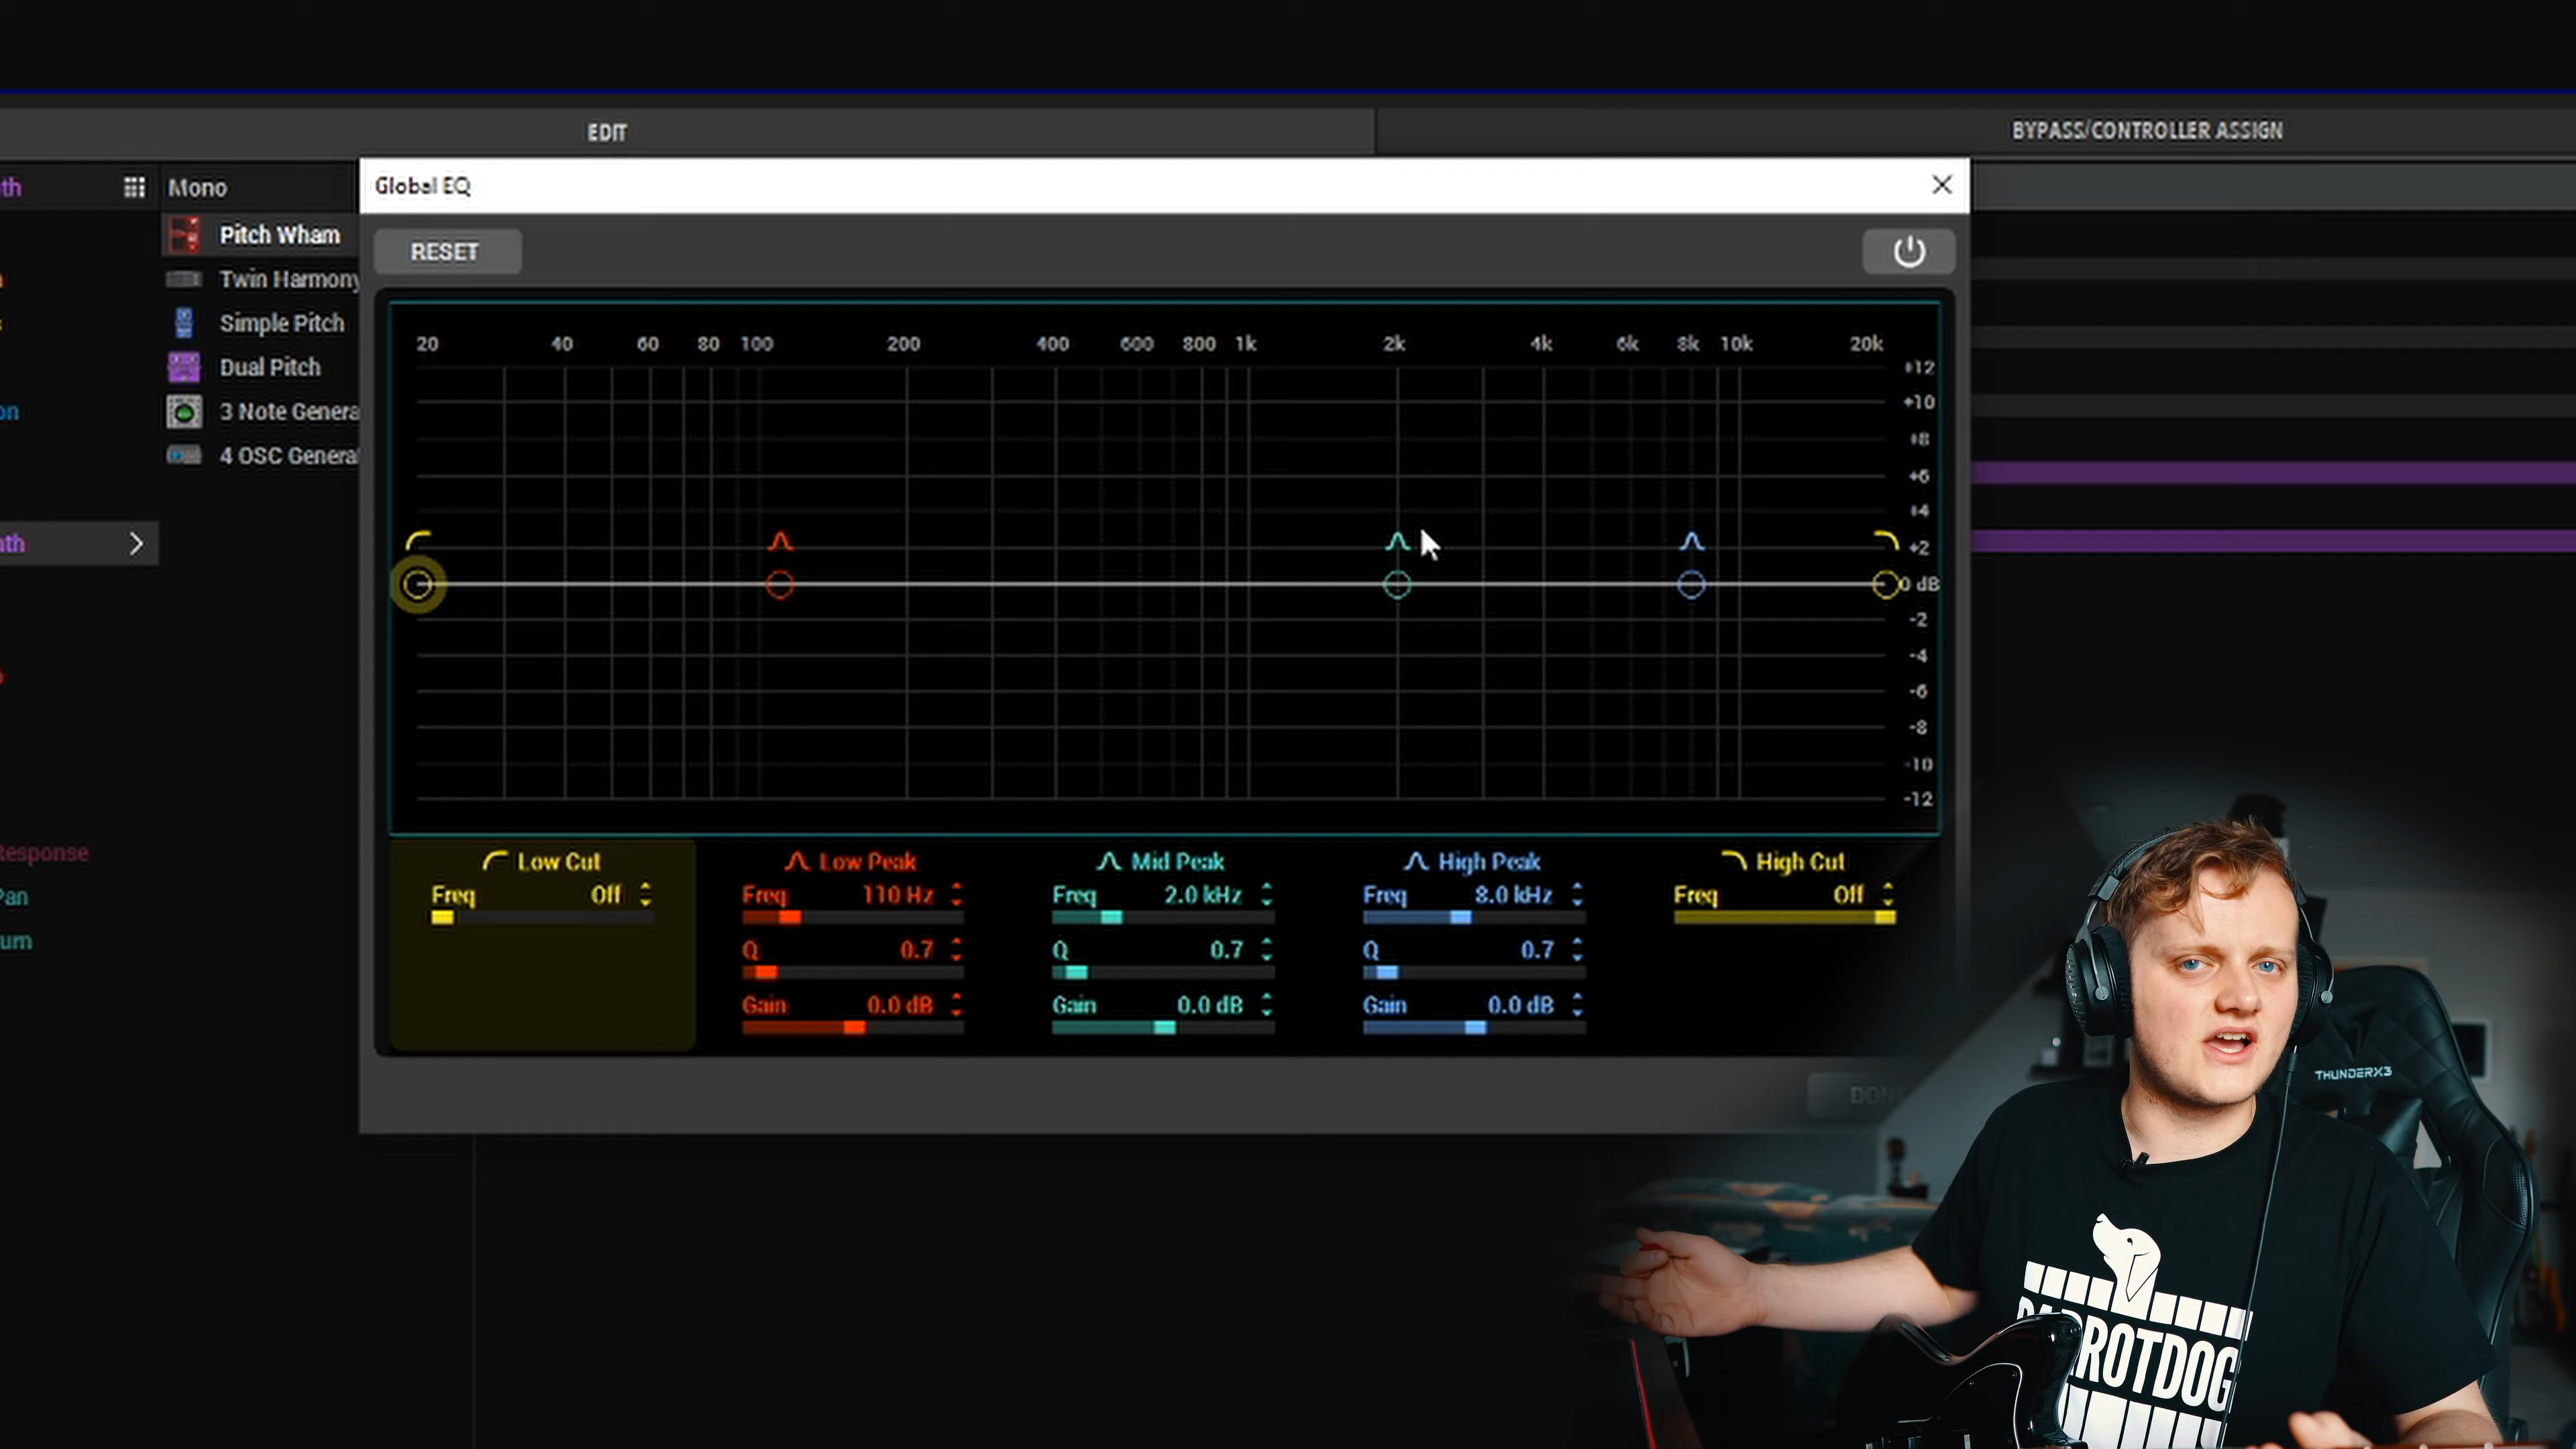 EDIT
BYPASS/CONTROLLER ASSIGN
Mono
Global EQ
Pitch Wham
RESET
Twin Harmony
Simple Pitch
Dual Pitch
3 Note Genera
4 OSC Genera
20 40 60 80 100 200 400 600 800 1k 2k 4k 6k 8k 10k 20k
+12
+10
+8
+6
+4
+2
0 dB
-2
-4
-6
-8
-10
-12
Response
Pan
Low Cut
Freq Off
Low Peak
Freq 110 Hz
Q 0.7
Gain 0.0 dB
Mid Peak
Freq 2.0 kHz
Q 0.7
Gain 0.0 dB
High Peak
Freq 8.0 kHz
Q 0.7
Gain 0.0 dB
High Cut
Freq Off
THUNDERX3